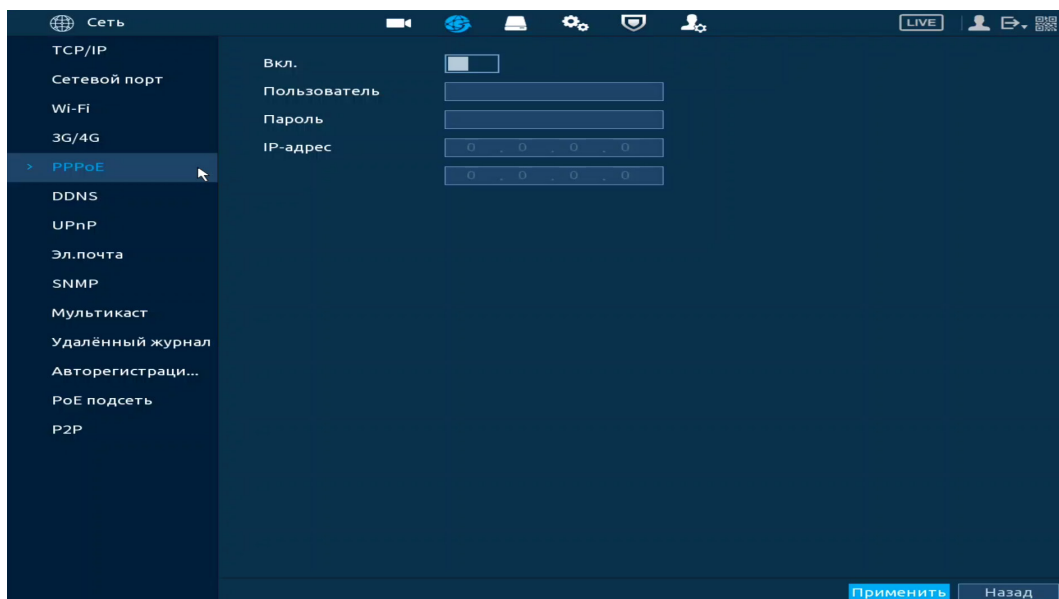 Сеть
LIVE
TCP/IP
Сетевой порт
Wi-Fi
3G/4G
> PPPoE
DDNS
UPnP
Эл.почта
SNMP
Мультикаст
Удалённый журнал
Авторегистраци...
PoE подсеть
P2P
Вкл.
Пользователь
Пароль
IP-адрес 0 . 0 . 0 . 0
0 . 0 . 0 . 0
Применить Назад